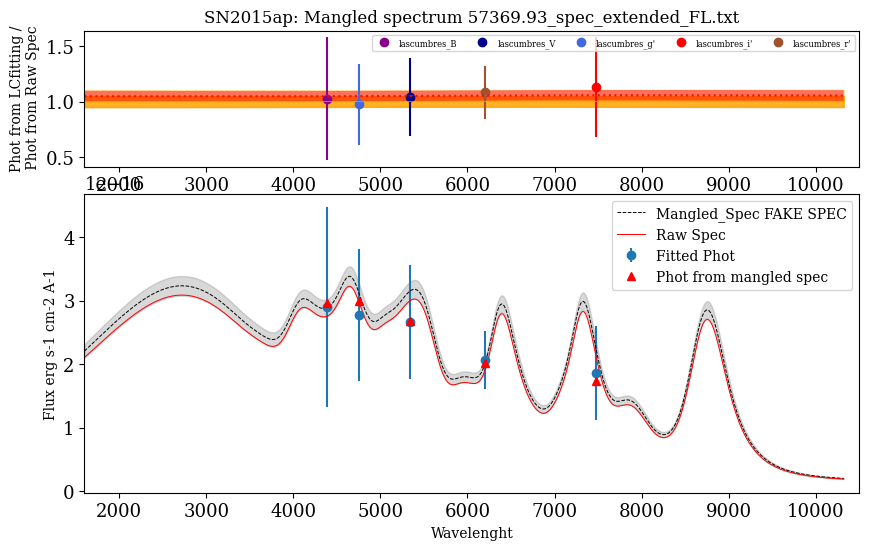 SN2015ap: Mangled spectrum 57369.93_spec_extended_FL.txt
Phot from LCfitting /
Phot from Raw Spec
1.5
1.0
0.5
lascumbres_B
lascumbres_V
lascumbres_g'
lascumbres_i'
lascumbres_r'
2000 3000 4000 5000 6000 7000 8000 9000 10000
1e−16
Flux erg s-1 cm-2 A-1
4
3
2
1
0
Mangled_Spec FAKE SPEC
Raw Spec
Fitted Phot
Phot from mangled spec
2000 3000 4000 5000 6000 7000 8000 9000 10000
Wavelenght